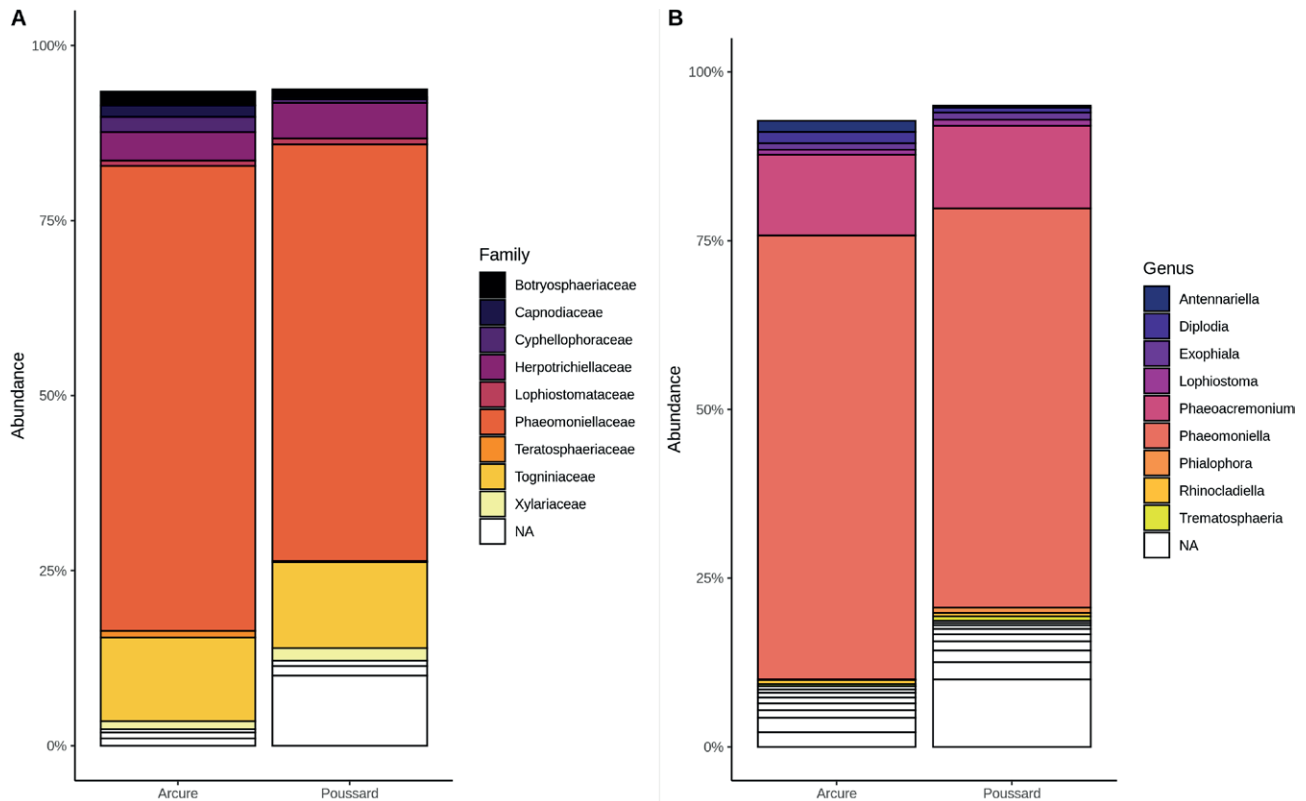 A
100%
75%
50%
25%
0%
Abundance
Arcure
Poussard
Family
Botryosphaeriaceae
Capnodiaceae
Cyphellophoraceae
Herpotrichiellaceae
Lophiostomataceae
Phaeomoniellaceae
Teratosphaeriaceae
Togniniaceae
Xylariaceae
NA
B
100%
75%
50%
25%
0%
Abundance
Arcure
Poussard
Genus
Antennariella
Diplodia
Exophiala
Lophiostoma
Phaeoacremonium
Phaeomoniella
Phialophora
Rhinocladiella
Trematosphaeria
NA